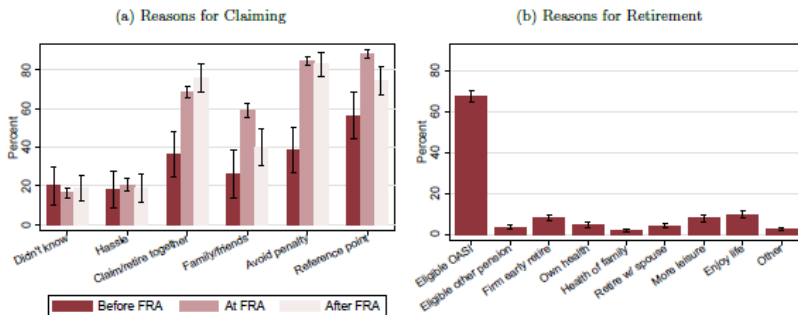 (a) Reasons for Claiming
Percent
80
60
40
20
0
Didn't know
Hassle
Claim/retire together
Family/friends
Avoid penalty
Reference point
Before FRA
At FRA
After FRA
(b) Reasons for Retirement
Percent
80
60
40
20
0
Eligible OASI
Eligible other pension
Firm early retire
Own health
Health of family
Retire w/ spouse
More leisure
Enjoy life
Other